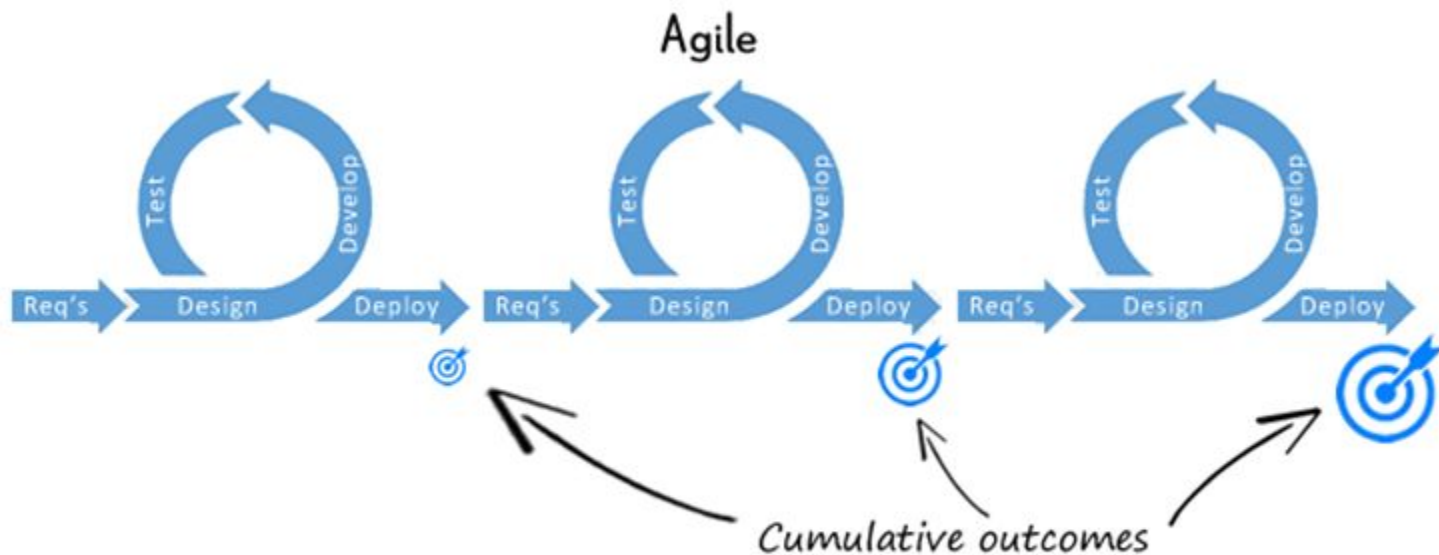 Agile
Test
Develop
Req's
Design
Deploy
Test
Develop
Req's
Design
Deploy
Test
Develop
Req's
Design
Deploy
Cumulative outcomes